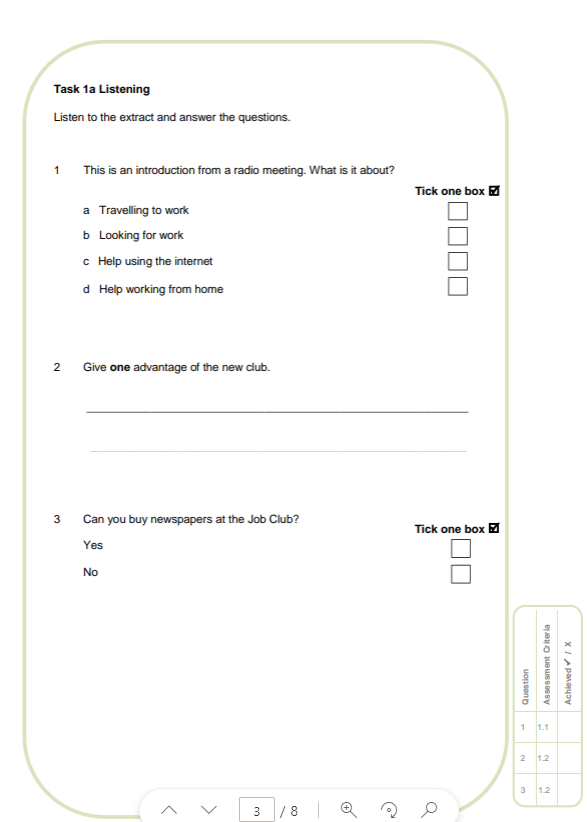 Task 1a Listening
Listen to the extract and answer the questions.
1 This is an introduction from a radio meeting. What is it about?
Tick one box ☑
a Travelling to work
b Looking for work
c Help using the internet
d Help working from home
2 Give one advantage of the new club.
3 Can you buy newspapers at the Job Club?
Tick one box ☑
Yes
No
Question Assessment Criteria Achieved ✓ / X
1 1.1
2 1.2
3 1.2
3 / 8